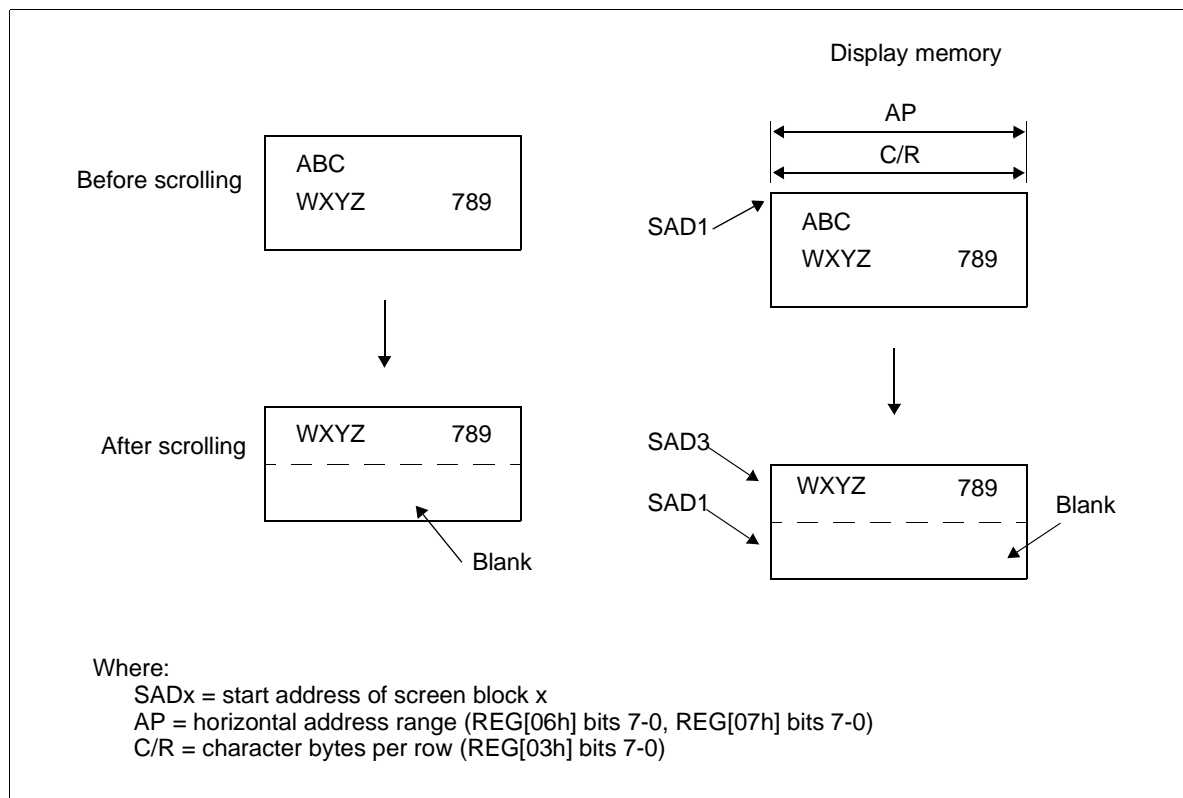 Display memory
AP
C/R
Before scrolling
ABC
WXYZ 789
SAD1
ABC
WXYZ 789
After scrolling
WXYZ 789
Blank
SAD3
SAD1
WXYZ 789
Blank
Where:
SADx = start address of screen block x
AP = horizontal address range (REG[06h] bits 7-0, REG[07h] bits 7-0)
C/R = character bytes per row (REG[03h] bits 7-0)